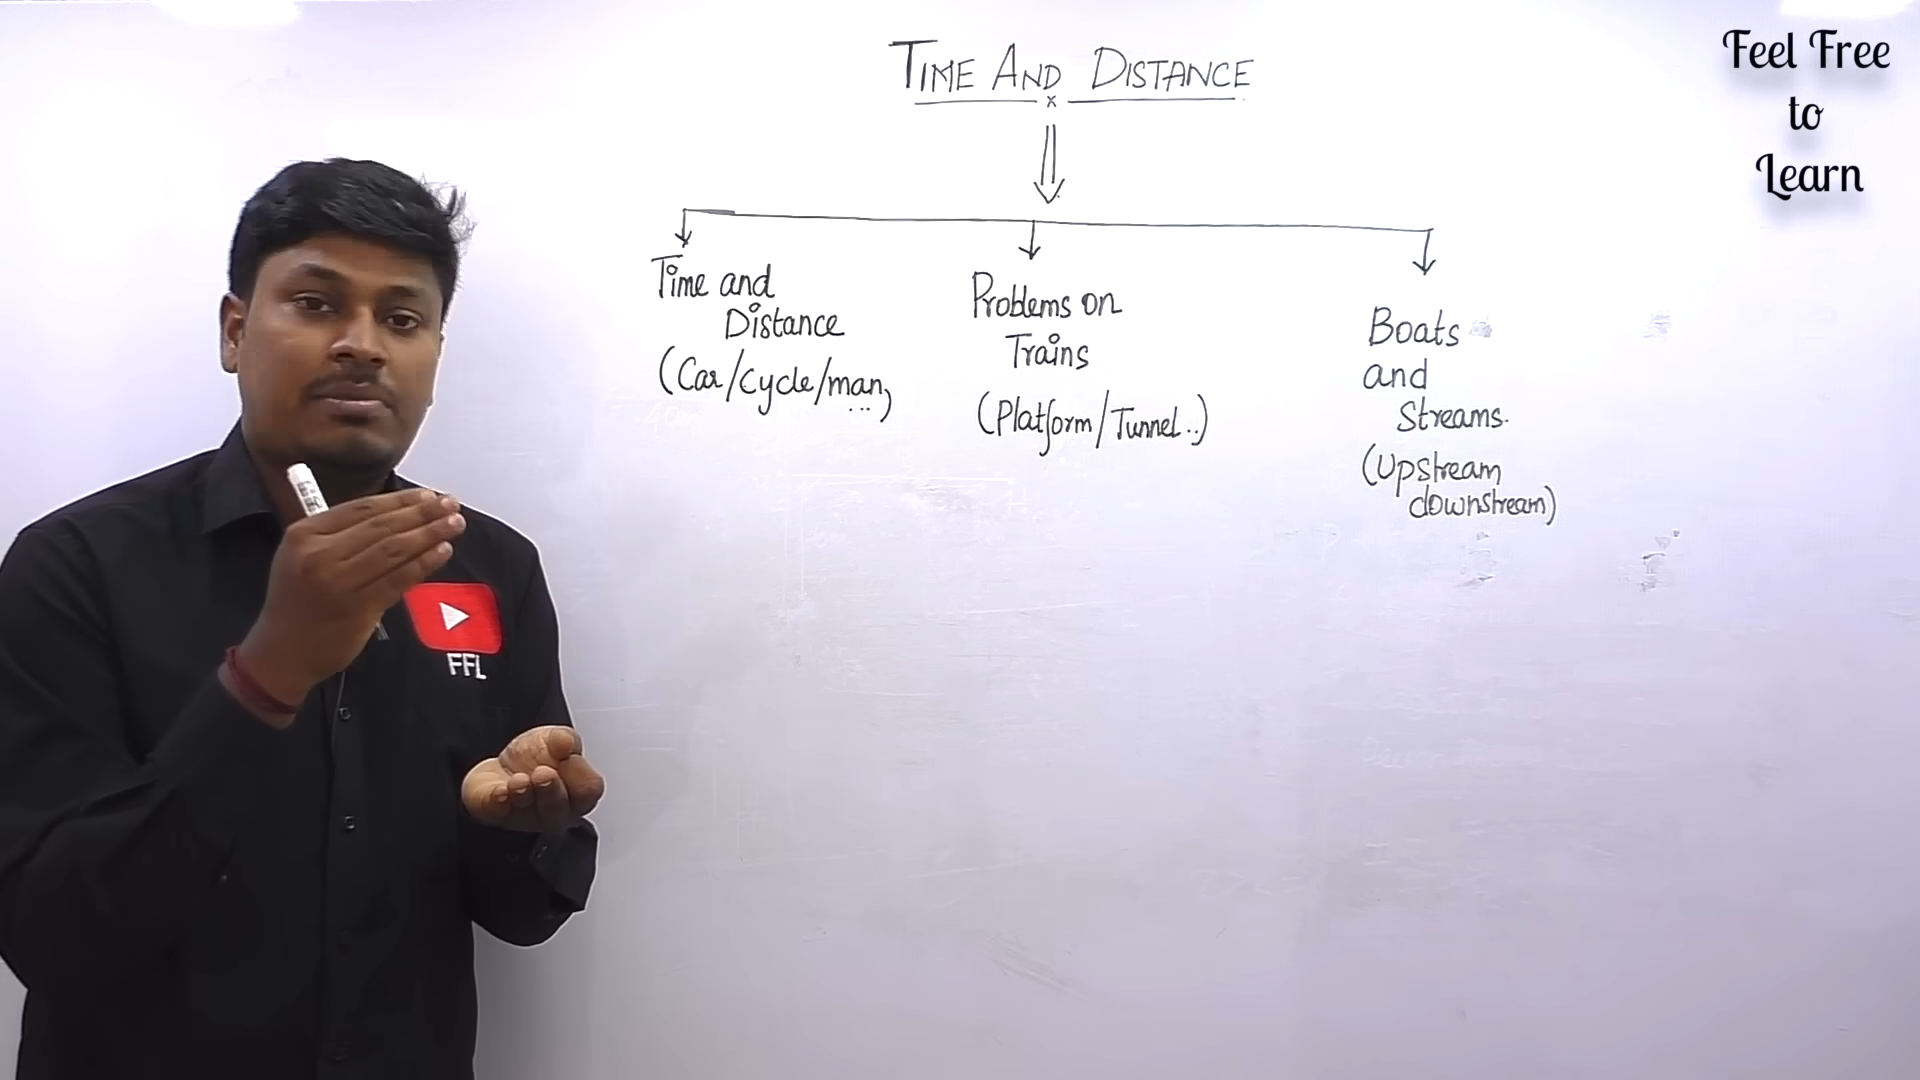 TIME AND DISTANCE
x
Time and
Distance
(Car/cycle/man,
...)
Problems on
Trains
(Platform/Tunnel..)
Boats
and
Streams.
(Upstream
downstream)
Feel Free
to
Learn
FFL